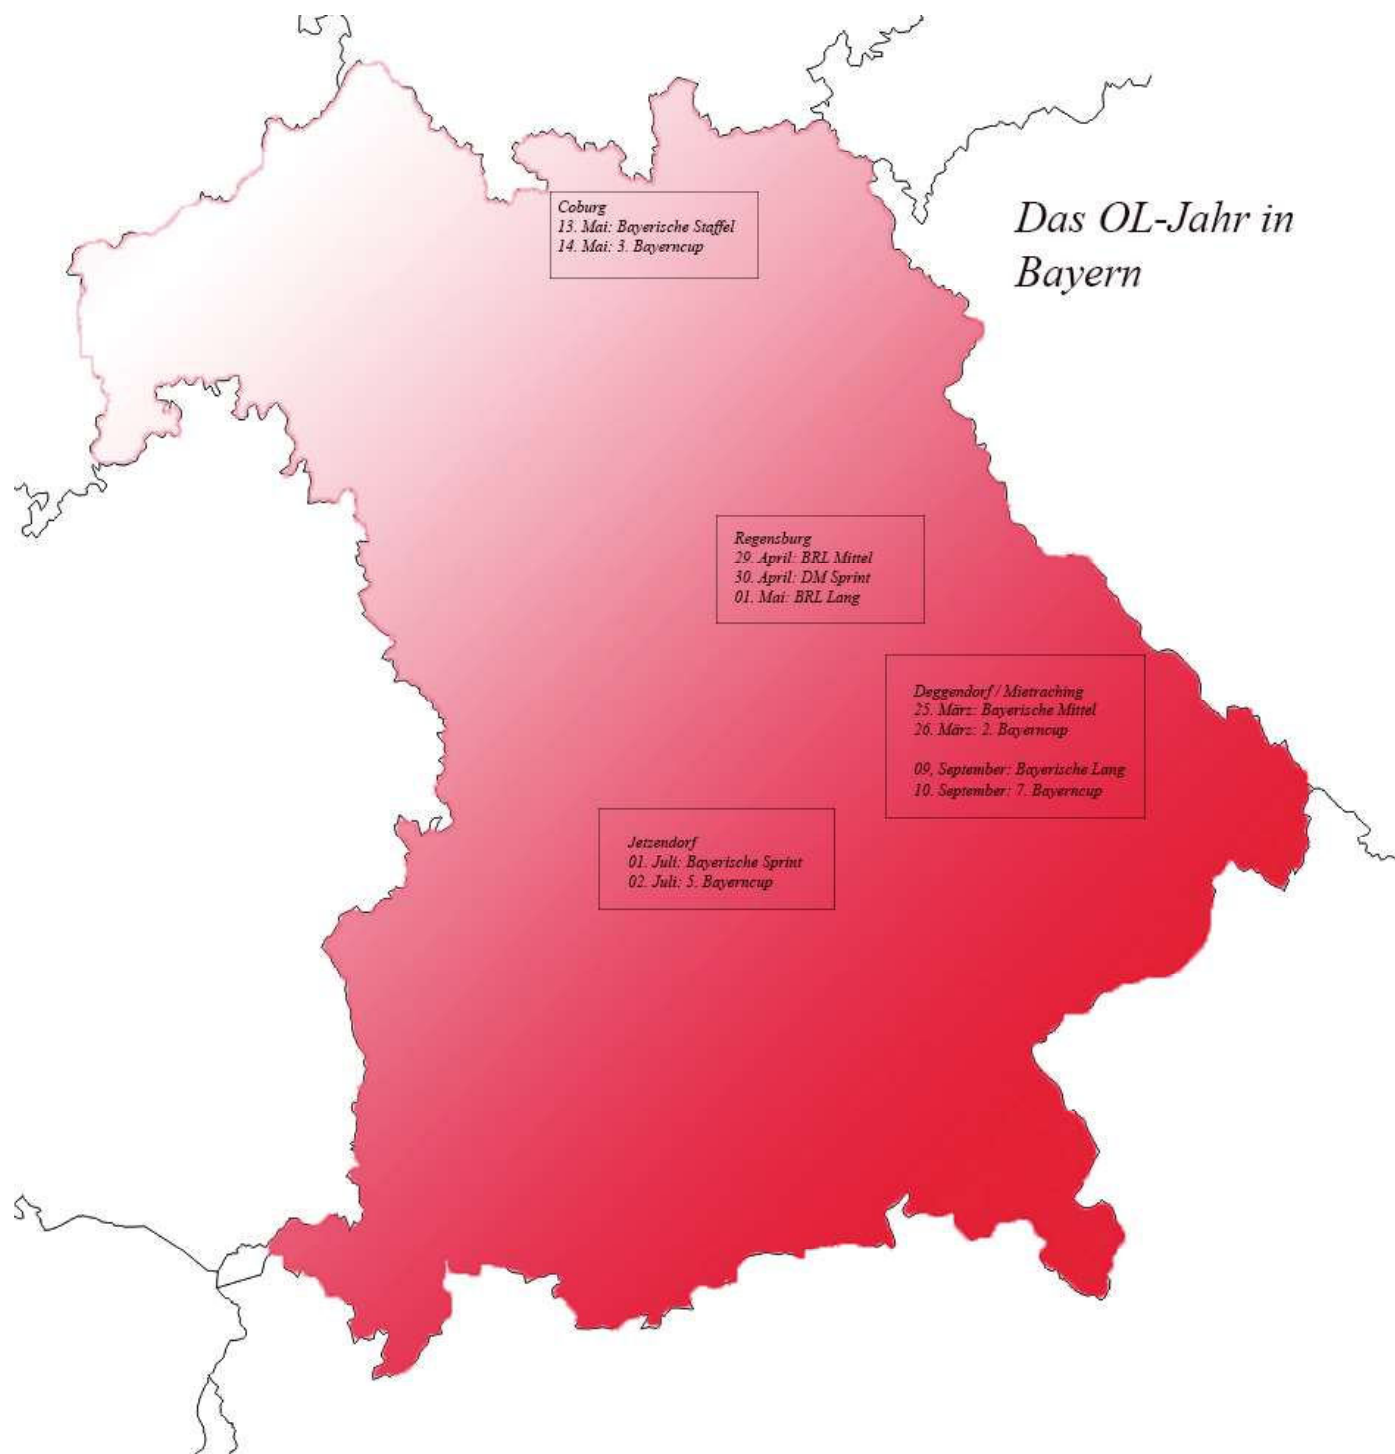 Das OL-Jahr in
Bayern
Coburg
13. Mai: Bayerische Staffel
14. Mai: 3. Bayerncup
Regensburg
29. April: BRL Mittel
30. April: DM Sprint
01. Mai: BRL Lang
Deggendorf / Mietraching
25. März: Bayerische Mittel
26. März: 2. Bayerncup
09, September: Bayerische Lang
10. September: 7. Bayerncup
Jetzendorf
01. Juli: Bayerische Sprint
02. Juli: 5. Bayerncup